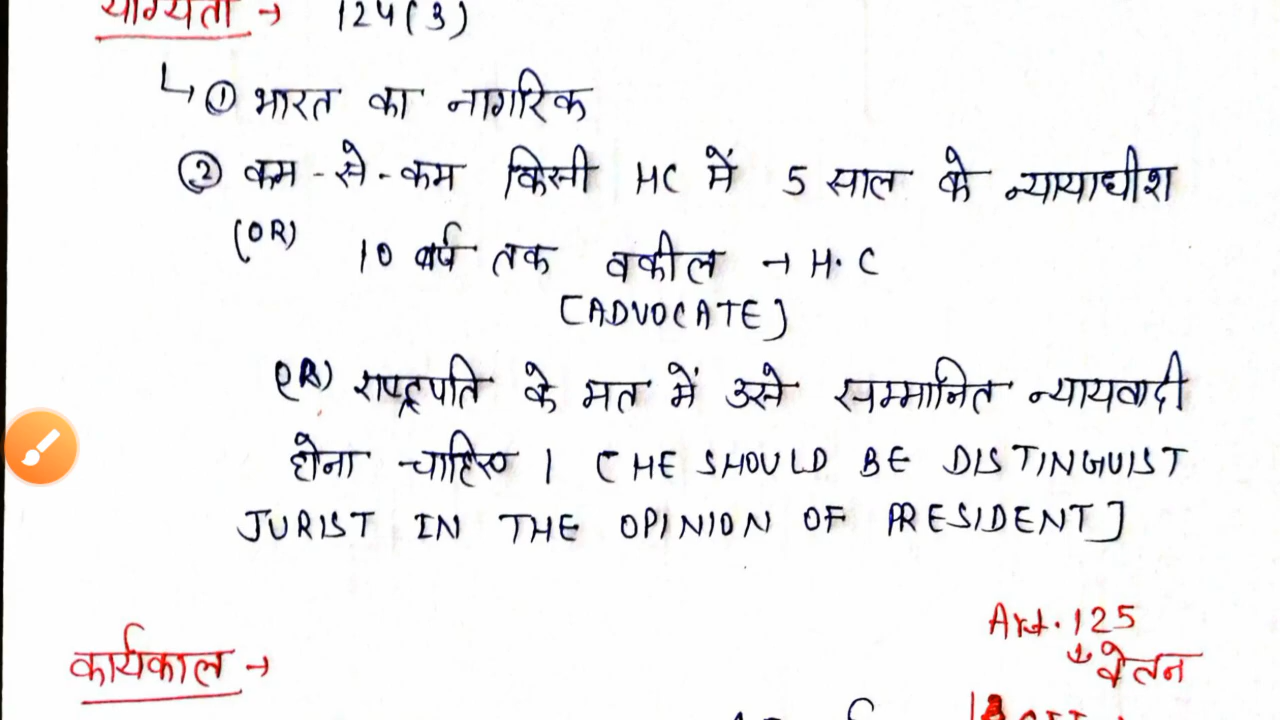 योग्यता → 124(3)
↳ ① भारत का नागरिक
② कम-से-कम किसी HC में 5 साल के न्यायाधीश
(OR) 10 वर्ष तक वकील → H.C
[ADVOCATE]
(OR) राष्ट्रपति के मत में उसे सम्मानित न्यायवादी
होना चाहिए । (HE SHOULD BE DISTINGUIST
JURIST IN THE OPINION OF PRESIDENT]
Art. 125
↓ वेतन
कार्यकाल →